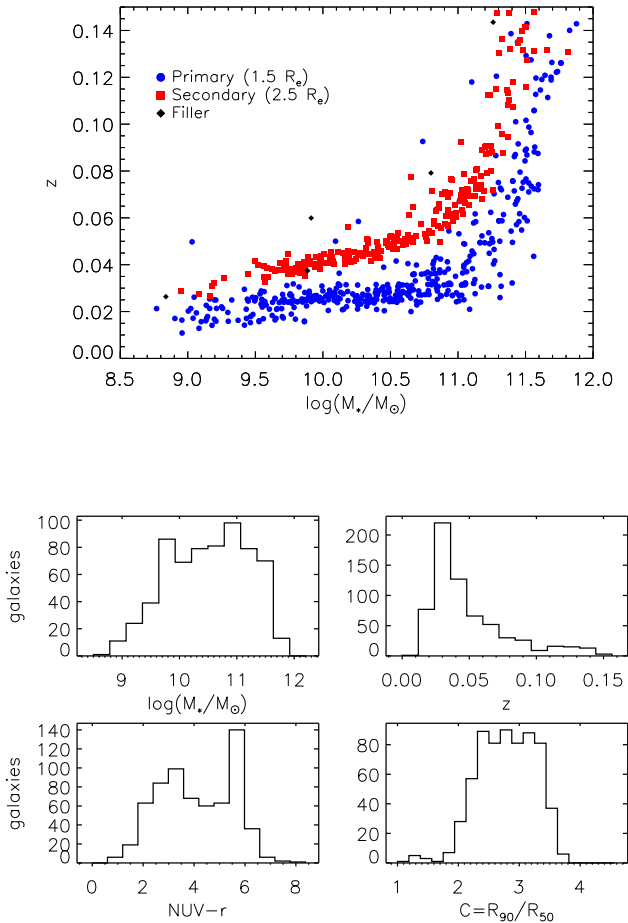 0.14
0.12
0.10
0.08
0.06
0.04
0.02
0.00
z
Primary (1.5 Rₑ)
Secondary (2.5 Rₑ)
Filler
8.5 9.0 9.5 10.0 10.5 11.0 11.5 12.0
log(M*/M⊙)
100
80
60
40
20
0
galaxies
9 10 11 12
log(M*/M⊙)
200
150
100
50
0
0.00 0.05 0.10 0.15
z
140
120
100
80
60
40
20
0
galaxies
0 2 4 6 8
NUV-r
80
60
40
20
0
1 2 3 4
C=R₉₀/R₅₀